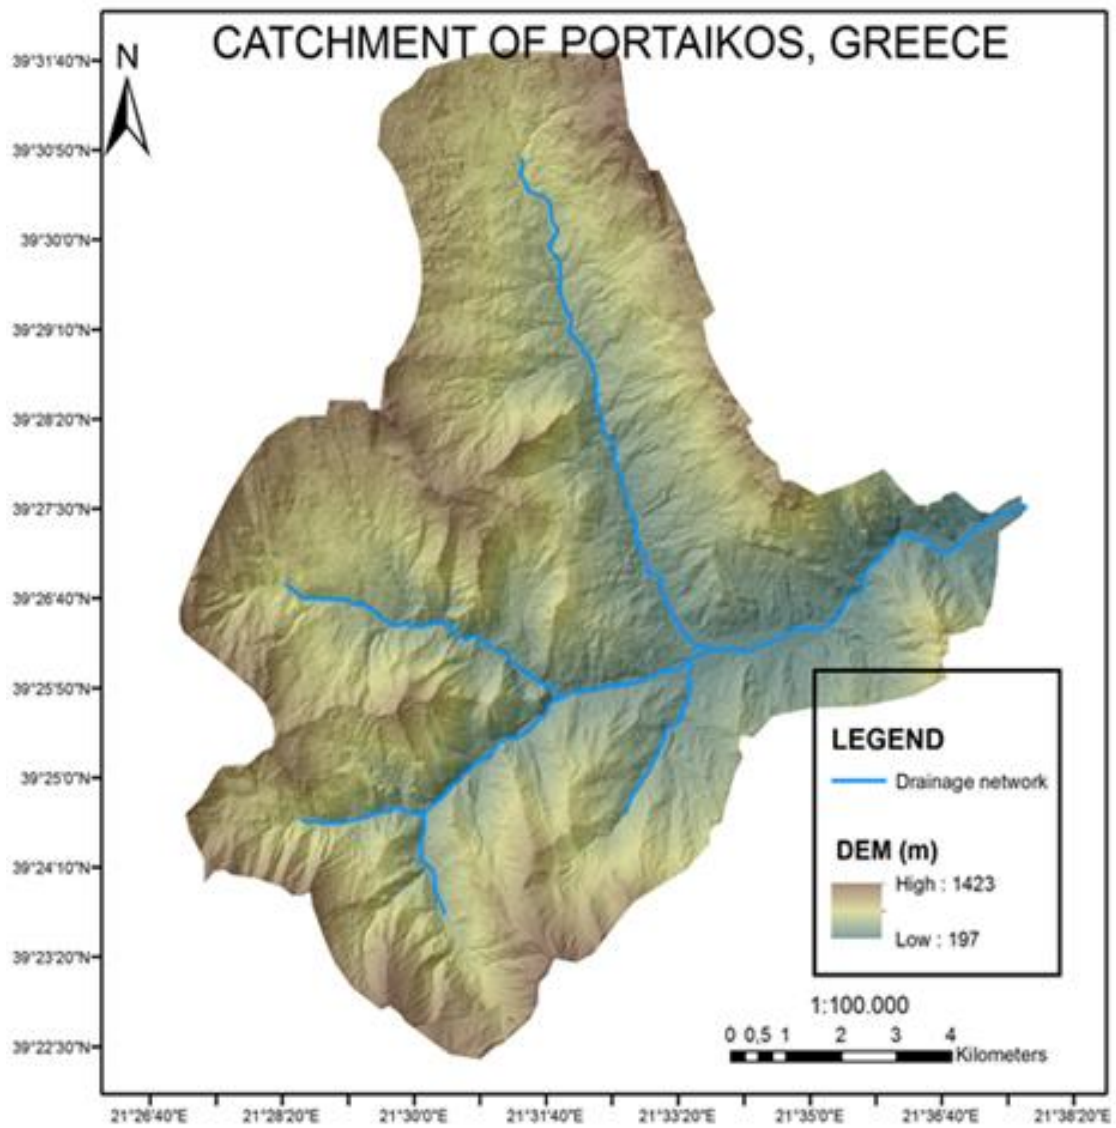 CATCHMENT OF PORTAIKOS, GREECE
N
39°31'40"N
39°30'50"N
39°30'0"N
39°29'10"N
39°28'20"N
39°27'30"N
39°26'40"N
39°25'50"N
39°25'0"N
39°24'10"N
39°23'20"N
39°22'30"N
LEGEND
Drainage network
DEM (m)
High : 1423
Low : 197
1:100.000
0 0,5 1 2 3 4
Kilometers
21°26'40"E 21°28'20"E 21°30'0"E 21°31'40"E 21°33'20"E 21°35'0"E 21°36'40"E 21°38'20"E